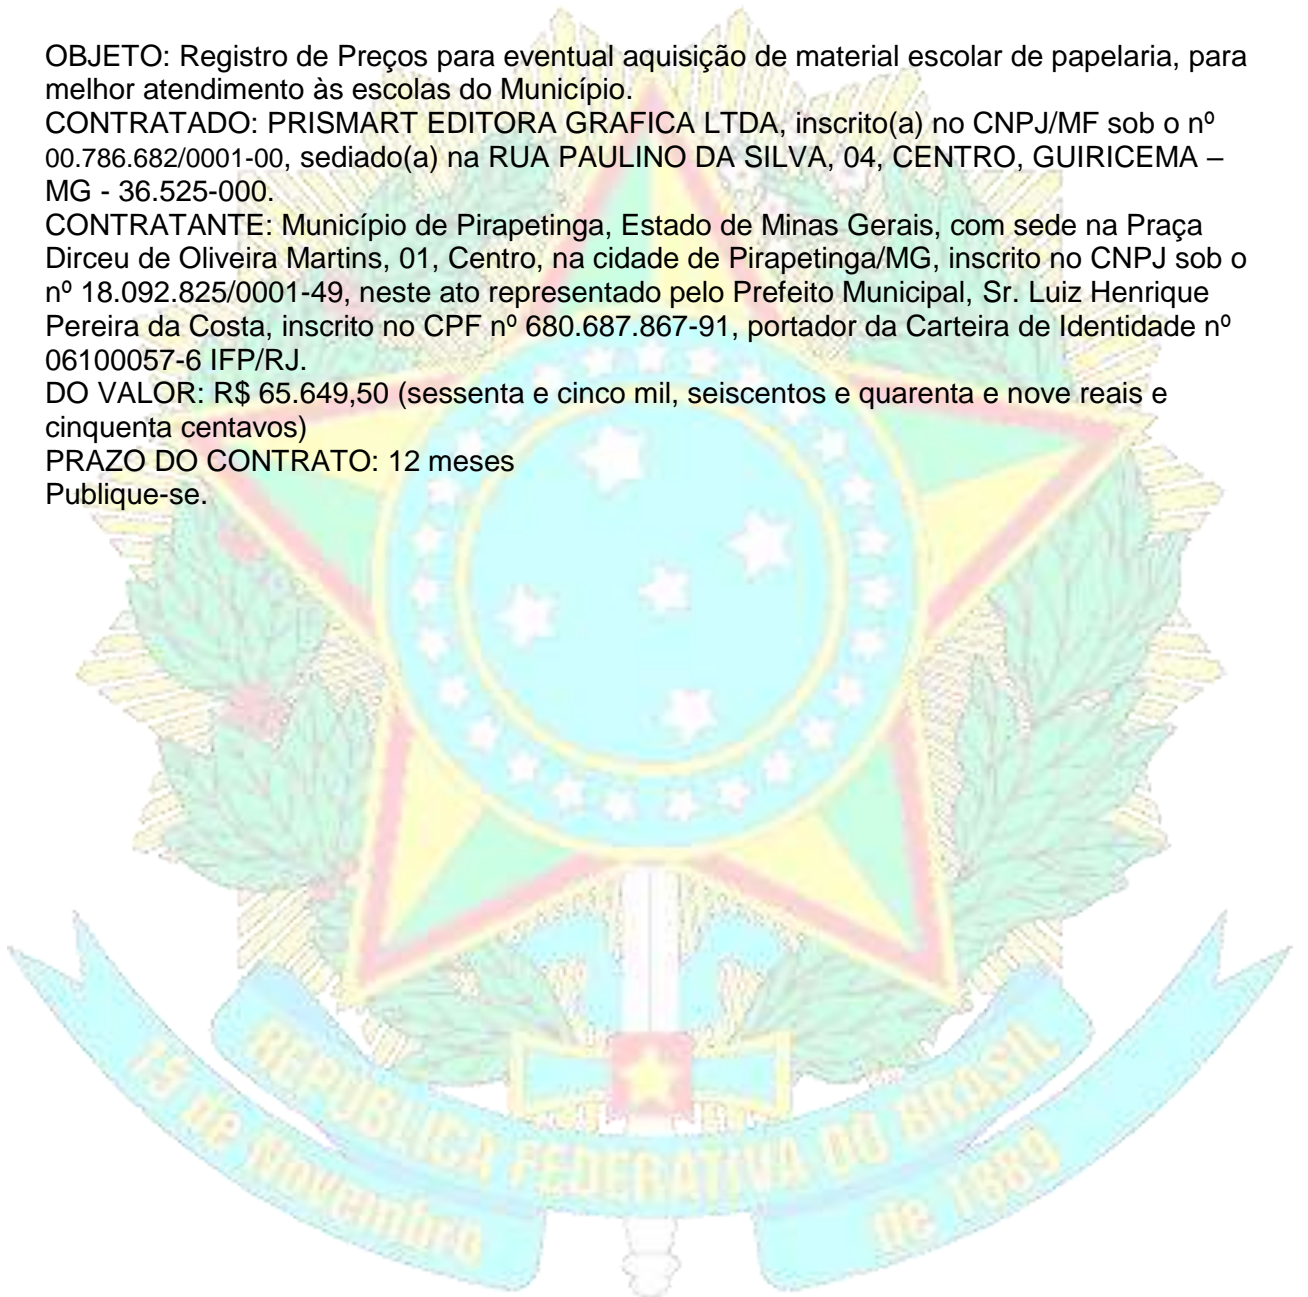 OBJETO: Registro de Preços para eventual aquisição de material escolar de papelaria, para
melhor atendimento às escolas do Município.
CONTRATADO: PRISMART EDITORA GRAFICA LTDA, inscrito(a) no CNPJ/MF sob o nº
00.786.682/0001-00, sediado(a) na RUA PAULINO DA SILVA, 04, CENTRO, GUIRICEMA –
MG - 36.525-000.
CONTRATANTE: Município de Pirapetinga, Estado de Minas Gerais, com sede na Praça
Dirceu de Oliveira Martins, 01, Centro, na cidade de Pirapetinga/MG, inscrito no CNPJ sob o
nº 18.092.825/0001-49, neste ato representado pelo Prefeito Municipal, Sr. Luiz Henrique
Pereira da Costa, inscrito no CPF nº 680.687.867-91, portador da Carteira de Identidade nº
06100057-6 IFP/RJ.
DO VALOR: R$ 65.649,50 (sessenta e cinco mil, seiscentos e quarenta e nove reais e
cinquenta centavos)
PRAZO DO CONTRATO: 12 meses
Publique-se.
REPÚBLICA FEDERATIVA DO BRASIL
15 de Novembro de 1889